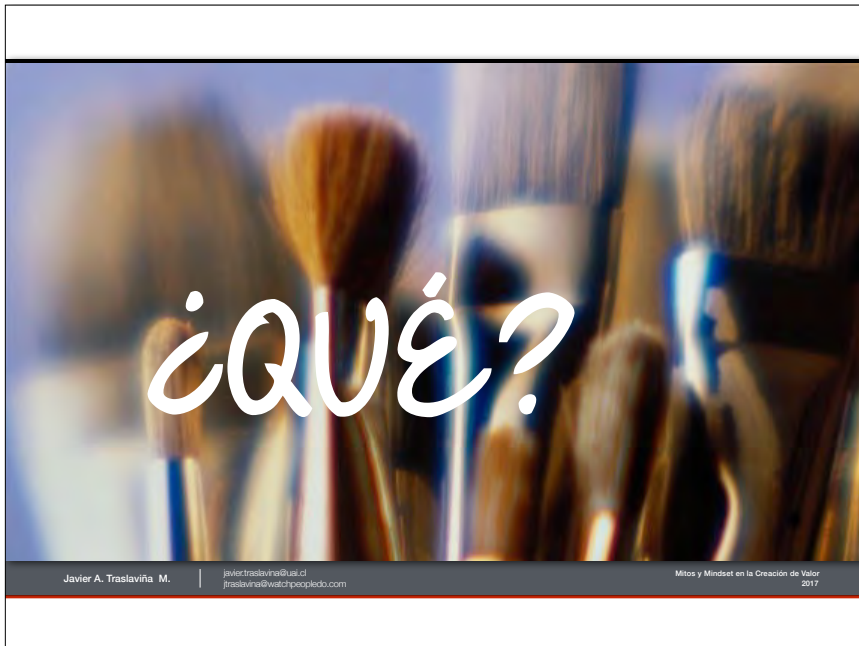 ¿QUÉ?
Javier A. Traslaviña M.
javier.traslavina@uai.cl
jtraslavina@watchpeopledo.com
Mitos y Mindset en la Creación de Valor
2017